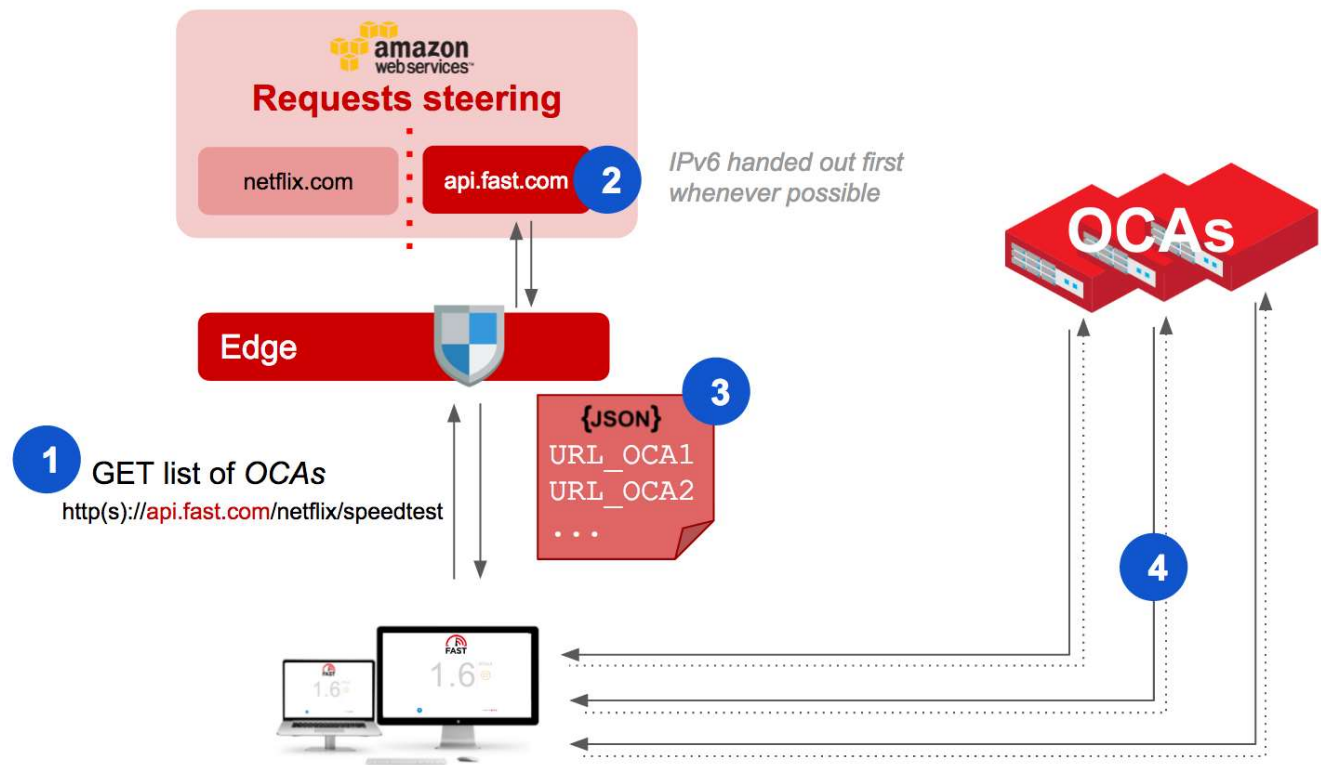 amazon
web services™
Requests steering
netflix.com
api.fast.com
2
IPv6 handed out first
whenever possible
OCAs
Edge
3
{JSON}
URL_OCA1
URL_OCA2
...
1
GET list of OCAs
http(s)://api.fast.com/netflix/speedtest
4
FAST
1.6
FAST
1.6